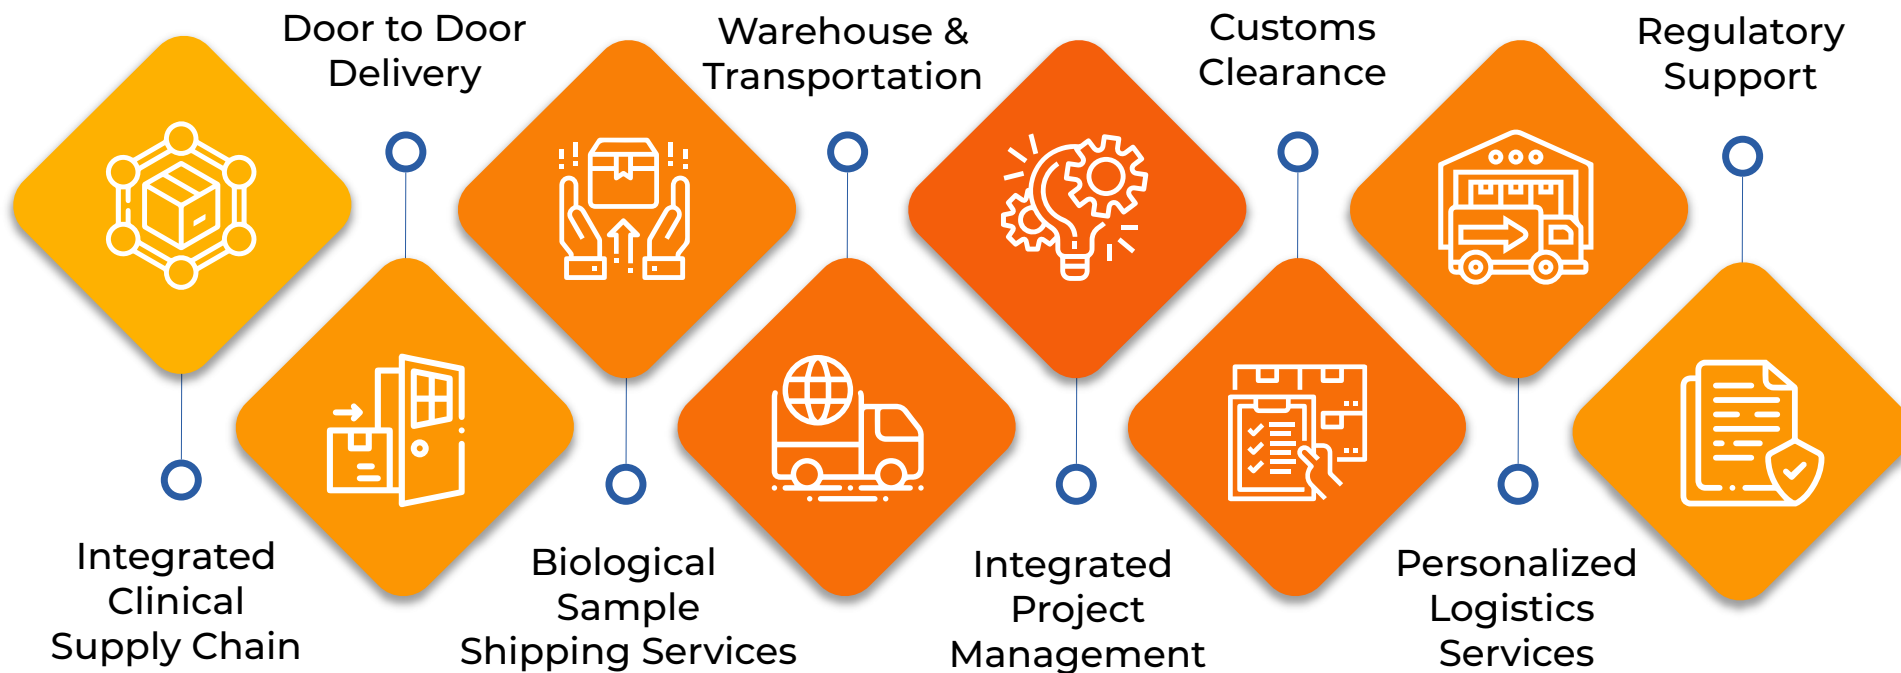 Door to Door
Delivery
Warehouse &
Transportation
Customs
Clearance
Regulatory
Support
Integrated
Clinical
Supply Chain
Biological
Sample
Shipping Services
Integrated
Project
Management
Personalized
Logistics
Services